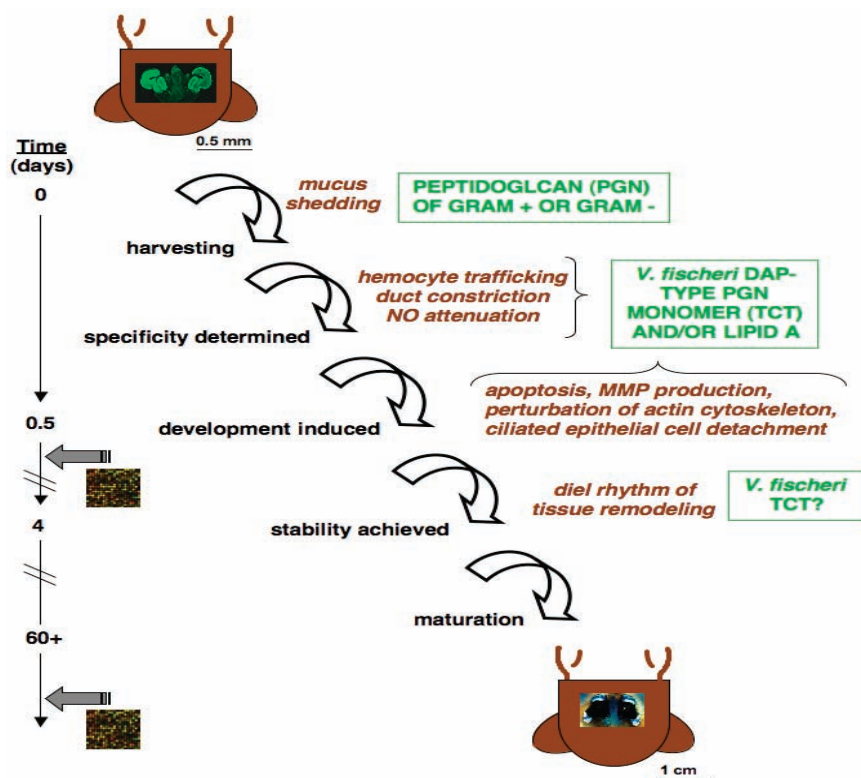 0.5 mm
Time
(days)
0
mucus
shedding
PEPTIDOGLCAN (PGN)
OF GRAM + OR GRAM -
harvesting
hemocyte trafficking
duct constriction
NO attenuation
V. fischeri DAP-
TYPE PGN
MONOMER (TCT)
AND/OR LIPID A
specificity determined
apoptosis, MMP production,
perturbation of actin cytoskeleton,
ciliated epithelial cell detachment
0.5
development induced
diel rhythm of
tissue remodeling
V. fischeri
TCT?
4
stability achieved
maturation
60+
1 cm